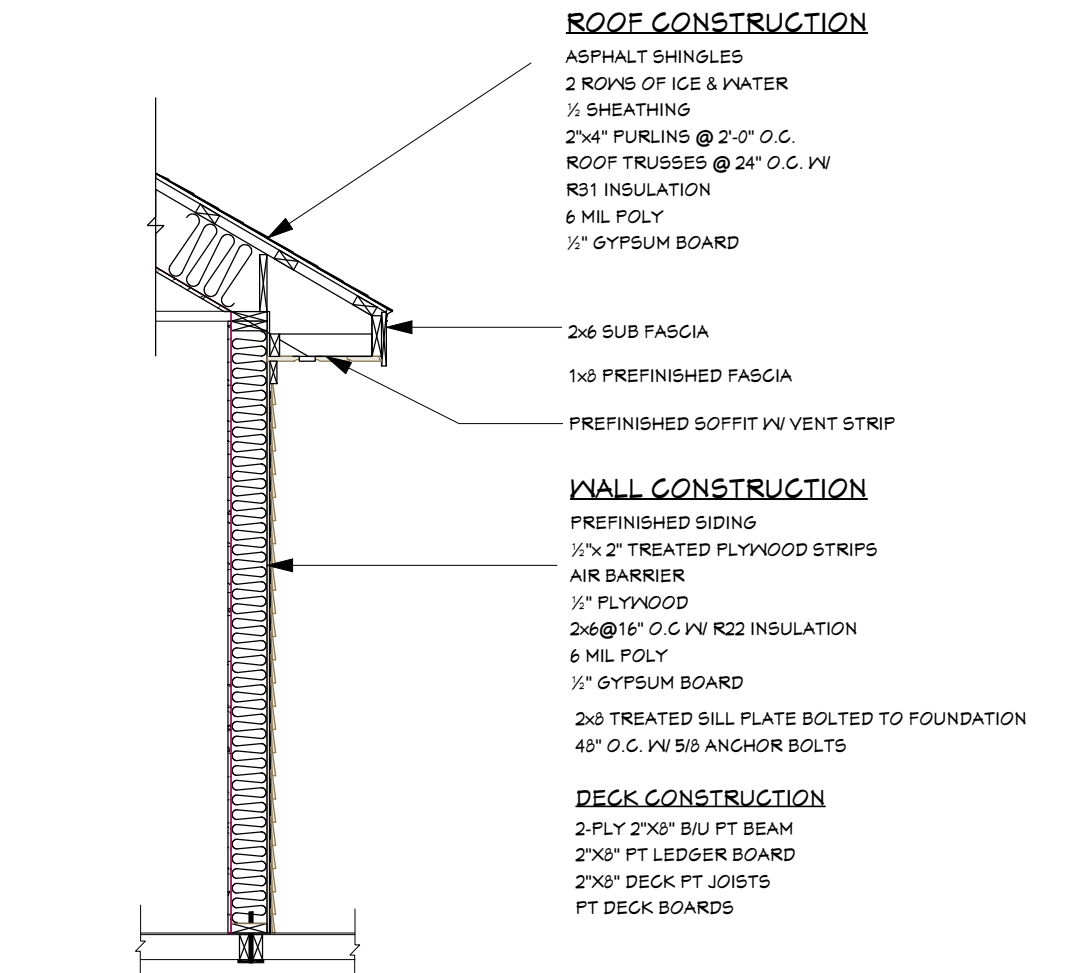 ROOF CONSTRUCTION
ASPHALT SHINGLES
2 ROWS OF ICE & WATER
½ SHEATHING
2"x4" PURLINS @ 2'-0" O.C.
ROOF TRUSSES @ 24" O.C. W/
R31 INSULATION
6 MIL POLY
½" GYPSUM BOARD
2x6 SUB FASCIA
1x8 PREFINISHED FASCIA
PREFINISHED SOFFIT W/ VENT STRIP
WALL CONSTRUCTION
PREFINISHED SIDING
½"x 2" TREATED PLYWOOD STRIPS
AIR BARRIER
½" PLYWOOD
2x6@16" O.C W/ R22 INSULATION
6 MIL POLY
½" GYPSUM BOARD
2x8 TREATED SILL PLATE BOLTED TO FOUNDATION
48" O.C. W/ 5/8 ANCHOR BOLTS
DECK CONSTRUCTION
2-PLY 2"X8" B/U PT BEAM
2"X8" PT LEDGER BOARD
2"X8" DECK PT JOISTS
PT DECK BOARDS